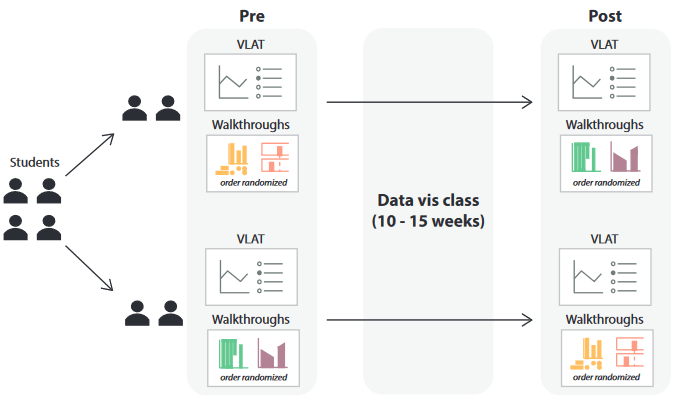 Pre
Post
VLAT
VLAT
Walkthroughs
Walkthroughs
order randomized
order randomized
Students
Data vis class
(10 - 15 weeks)
VLAT
VLAT
Walkthroughs
Walkthroughs
order randomized
order randomized